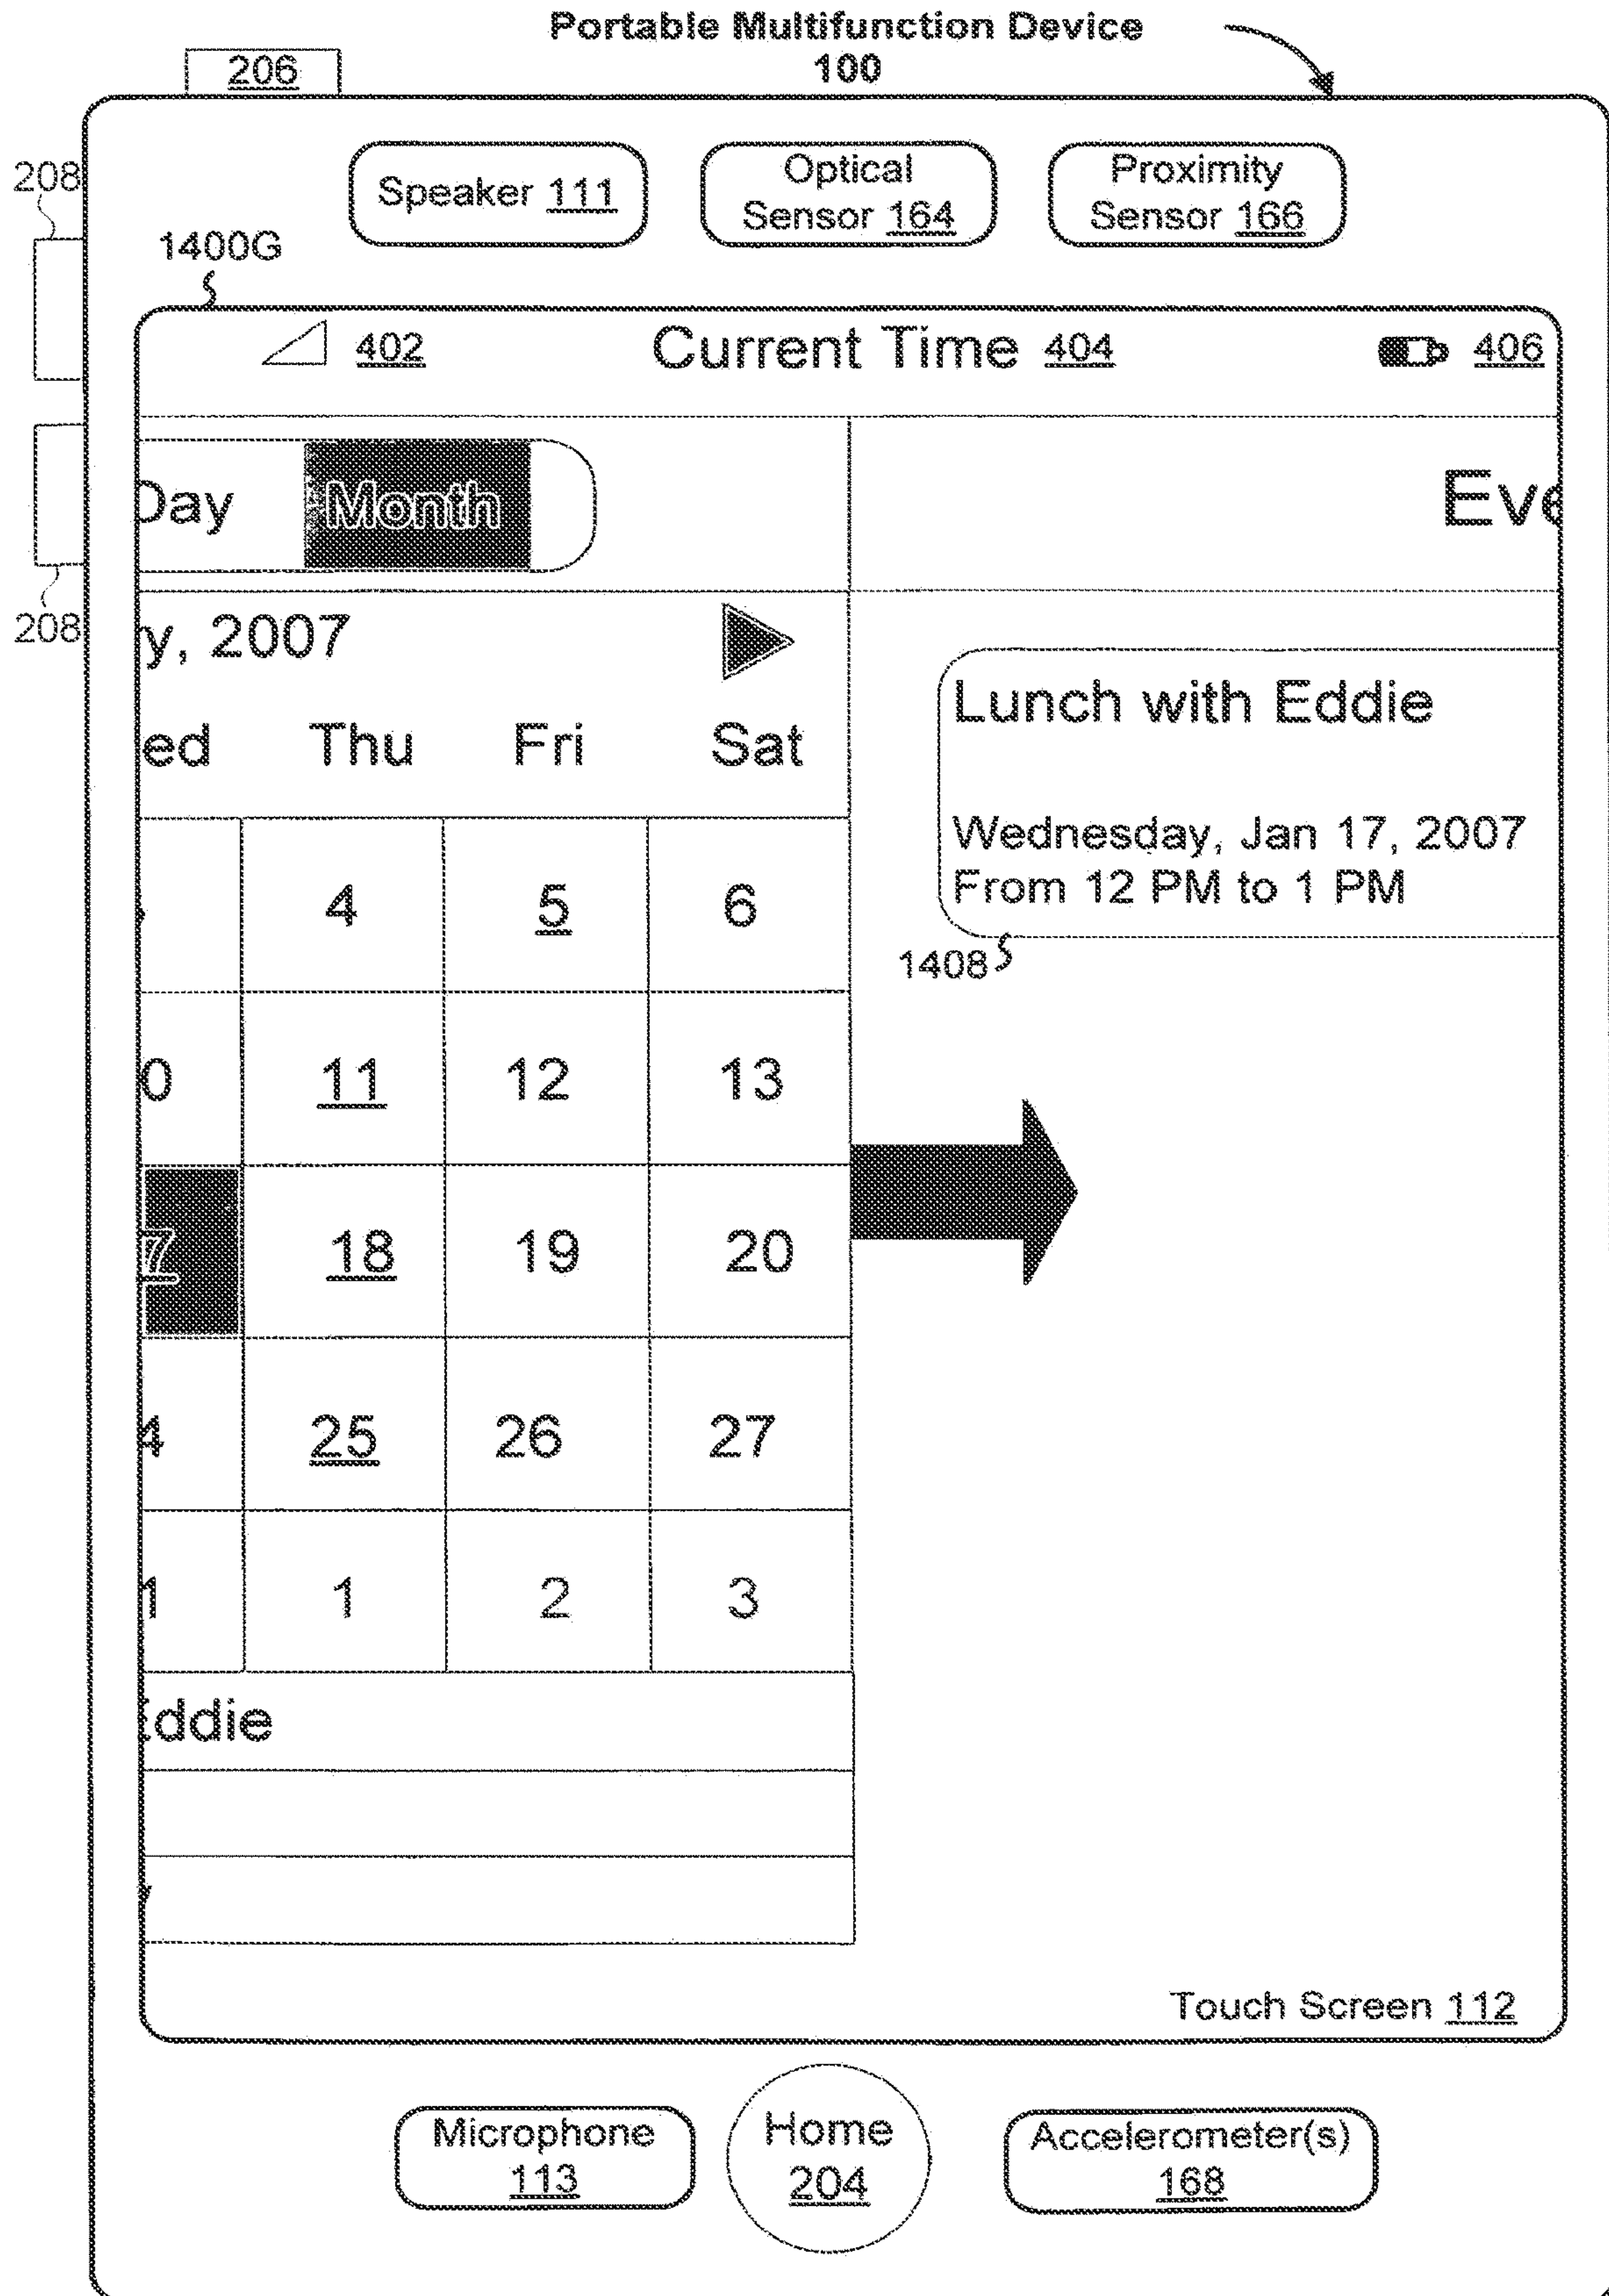 Portable Multifunction Device
100
206
208
Speaker 111
Optical
Sensor 164
Proximity
Sensor 166
1400G
402
Current Time 404
406
Day
Month
Eve
208
y, 2007
Lunch with Eddie
ed Thu Fri Sat
Wednesday, Jan 17, 2007
From 12 PM to 1 PM
1408
4 5 6
0 11 12 13
7 18 19 20
4 25 26 27
1 1 2 3
Eddie
Touch Screen 112
Microphone
113
Home
204
Accelerometer(s)
168